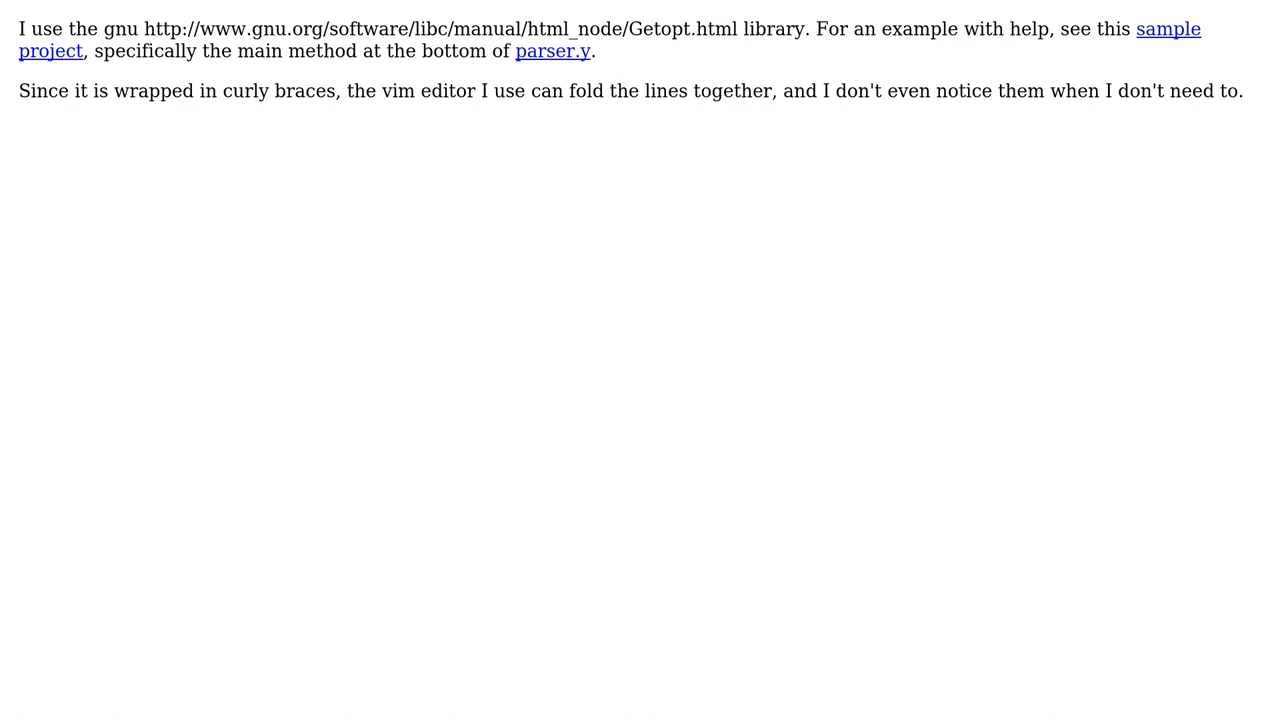 I use the gnu http://www.gnu.org/software/libc/manual/html_node/Getopt.html library. For an example with help, see this sample
project, specifically the main method at the bottom of parser.y.
Since it is wrapped in curly braces, the vim editor I use can fold the lines together, and I don't even notice them when I don't need to.